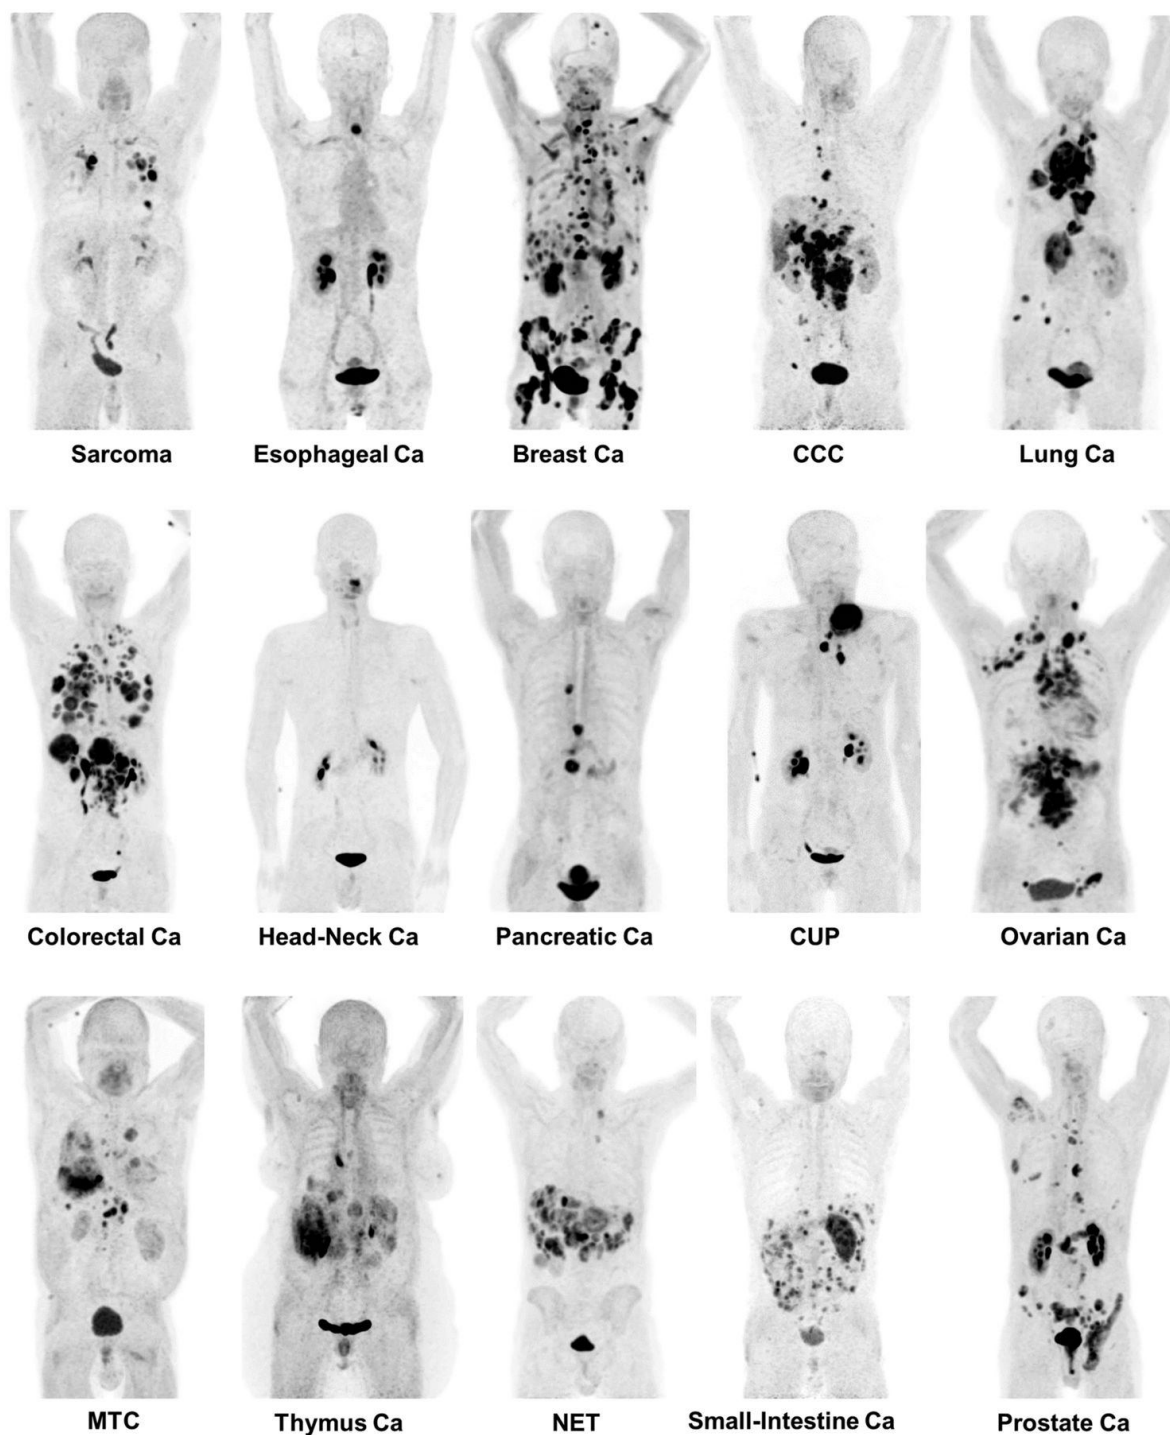 Sarcoma
Esophageal Ca
Breast Ca
CCC
Lung Ca
Colorectal Ca
Head-Neck Ca
Pancreatic Ca
CUP
Ovarian Ca
MTC
Thymus Ca
NET
Small-Intestine Ca
Prostate Ca